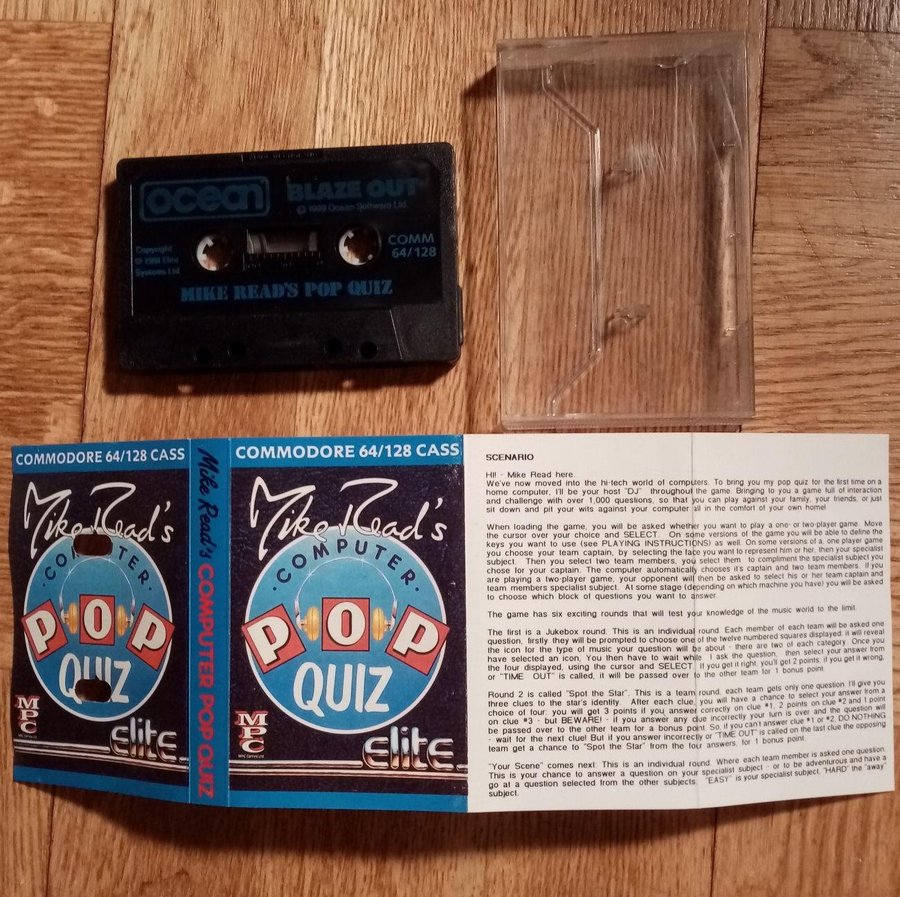 ocean
BLAZE OUT
© 1989 Ocean Software Ltd.
Copyright
© 1988 Elite
Systems Ltd
COMM
64/128
MIKE READ'S POP QUIZ
COMMODORE 64/128 CASS
Mike Read's
COMPUTER
POP
QUIZ
MPC
elite
Mike Read's COMPUTER POP QUIZ
COMMODORE 64/128 CASS
Mike Read's
COMPUTER
POP
QUIZ
MPC
elite
SCENARIO
HI! - Mike Read here.
We've now moved into the hi-tech world of computers. To bring you my pop quiz for the first time on a
home computer, I'll be your host "DJ" throughout the game. Bringing to you a game full of interaction
and challenge with over 1,000 questions, so that you can play against your family, your friends, or just
sit down and pit your wits against your computer all in the comfort of your own home!
When loading the game, you will be asked whether you want to play a one- or two-player game. Move
the cursor over your choice and SELECT. On some versions of the game you will be able to define the
keys you want to use (see PLAYING INSTRUCTIONS) as well. On some versions of a, one player game
you choose your team captain, by selecting the face you want to represent him or her, then your specialist
subject. Then you select two team members, you select them to compliment the specialist subject you
chose for your captain. The computer automatically chooses its captain and two team members. If you
are playing a two-player game, your opponent will then be asked to select his or her team captain and
team members specialist subject. At some stage (depending on which machine you have) you will be asked
to choose which block of questions you want to answer.
The game has six exciting rounds that will test your knowledge of the music world to the limit.
The first is a Jukebox round. This is an individual round. Each member of each team will be asked one
question, firstly they will be prompted to choose one of the twelve numbered squares displayed; it will reveal
the icon for the type of music your question will be about - there are two of each category. Once you
have selected an icon, You then have to wait while I ask the question, then select your answer from
the four displayed, using the cursor and SELECT. If you get it right, you'll get 2 points, if you get it wrong,
or "TIME OUT" is called, it will be passed over to the other team for 1 bonus point.
Round 2 is called "Spot the Star". This is a team round, each team gets only one question. I'll give you
three clues to the star's identity. After each clue, you will have a chance to select your answer from a
choice of four: you will get 3 points if you answer correctly on clue #1, 2 points on clue #2 and 1 point
on clue #3 - but BEWARE! - if you answer any clue incorrectly your turn is over and the question will
be passed over to the other team for a bonus point. So, if you can't answer clue #1 or #2, DO NOTHING
- wait for the next clue! But if you answer incorrectly or "TIME OUT" is called on the last clue the opposing
team get a chance to "Spot the Star" from the four answers, for 1 bonus point.
"Your Scene" comes next: This is an individual round. Where each team member is asked one question.
This is your chance to answer a question on your specialist subject - or to be adventurous and have a
go at a question selected from the other subjects. "EASY" is your specialist subject, "HARD" the "away"
subject.